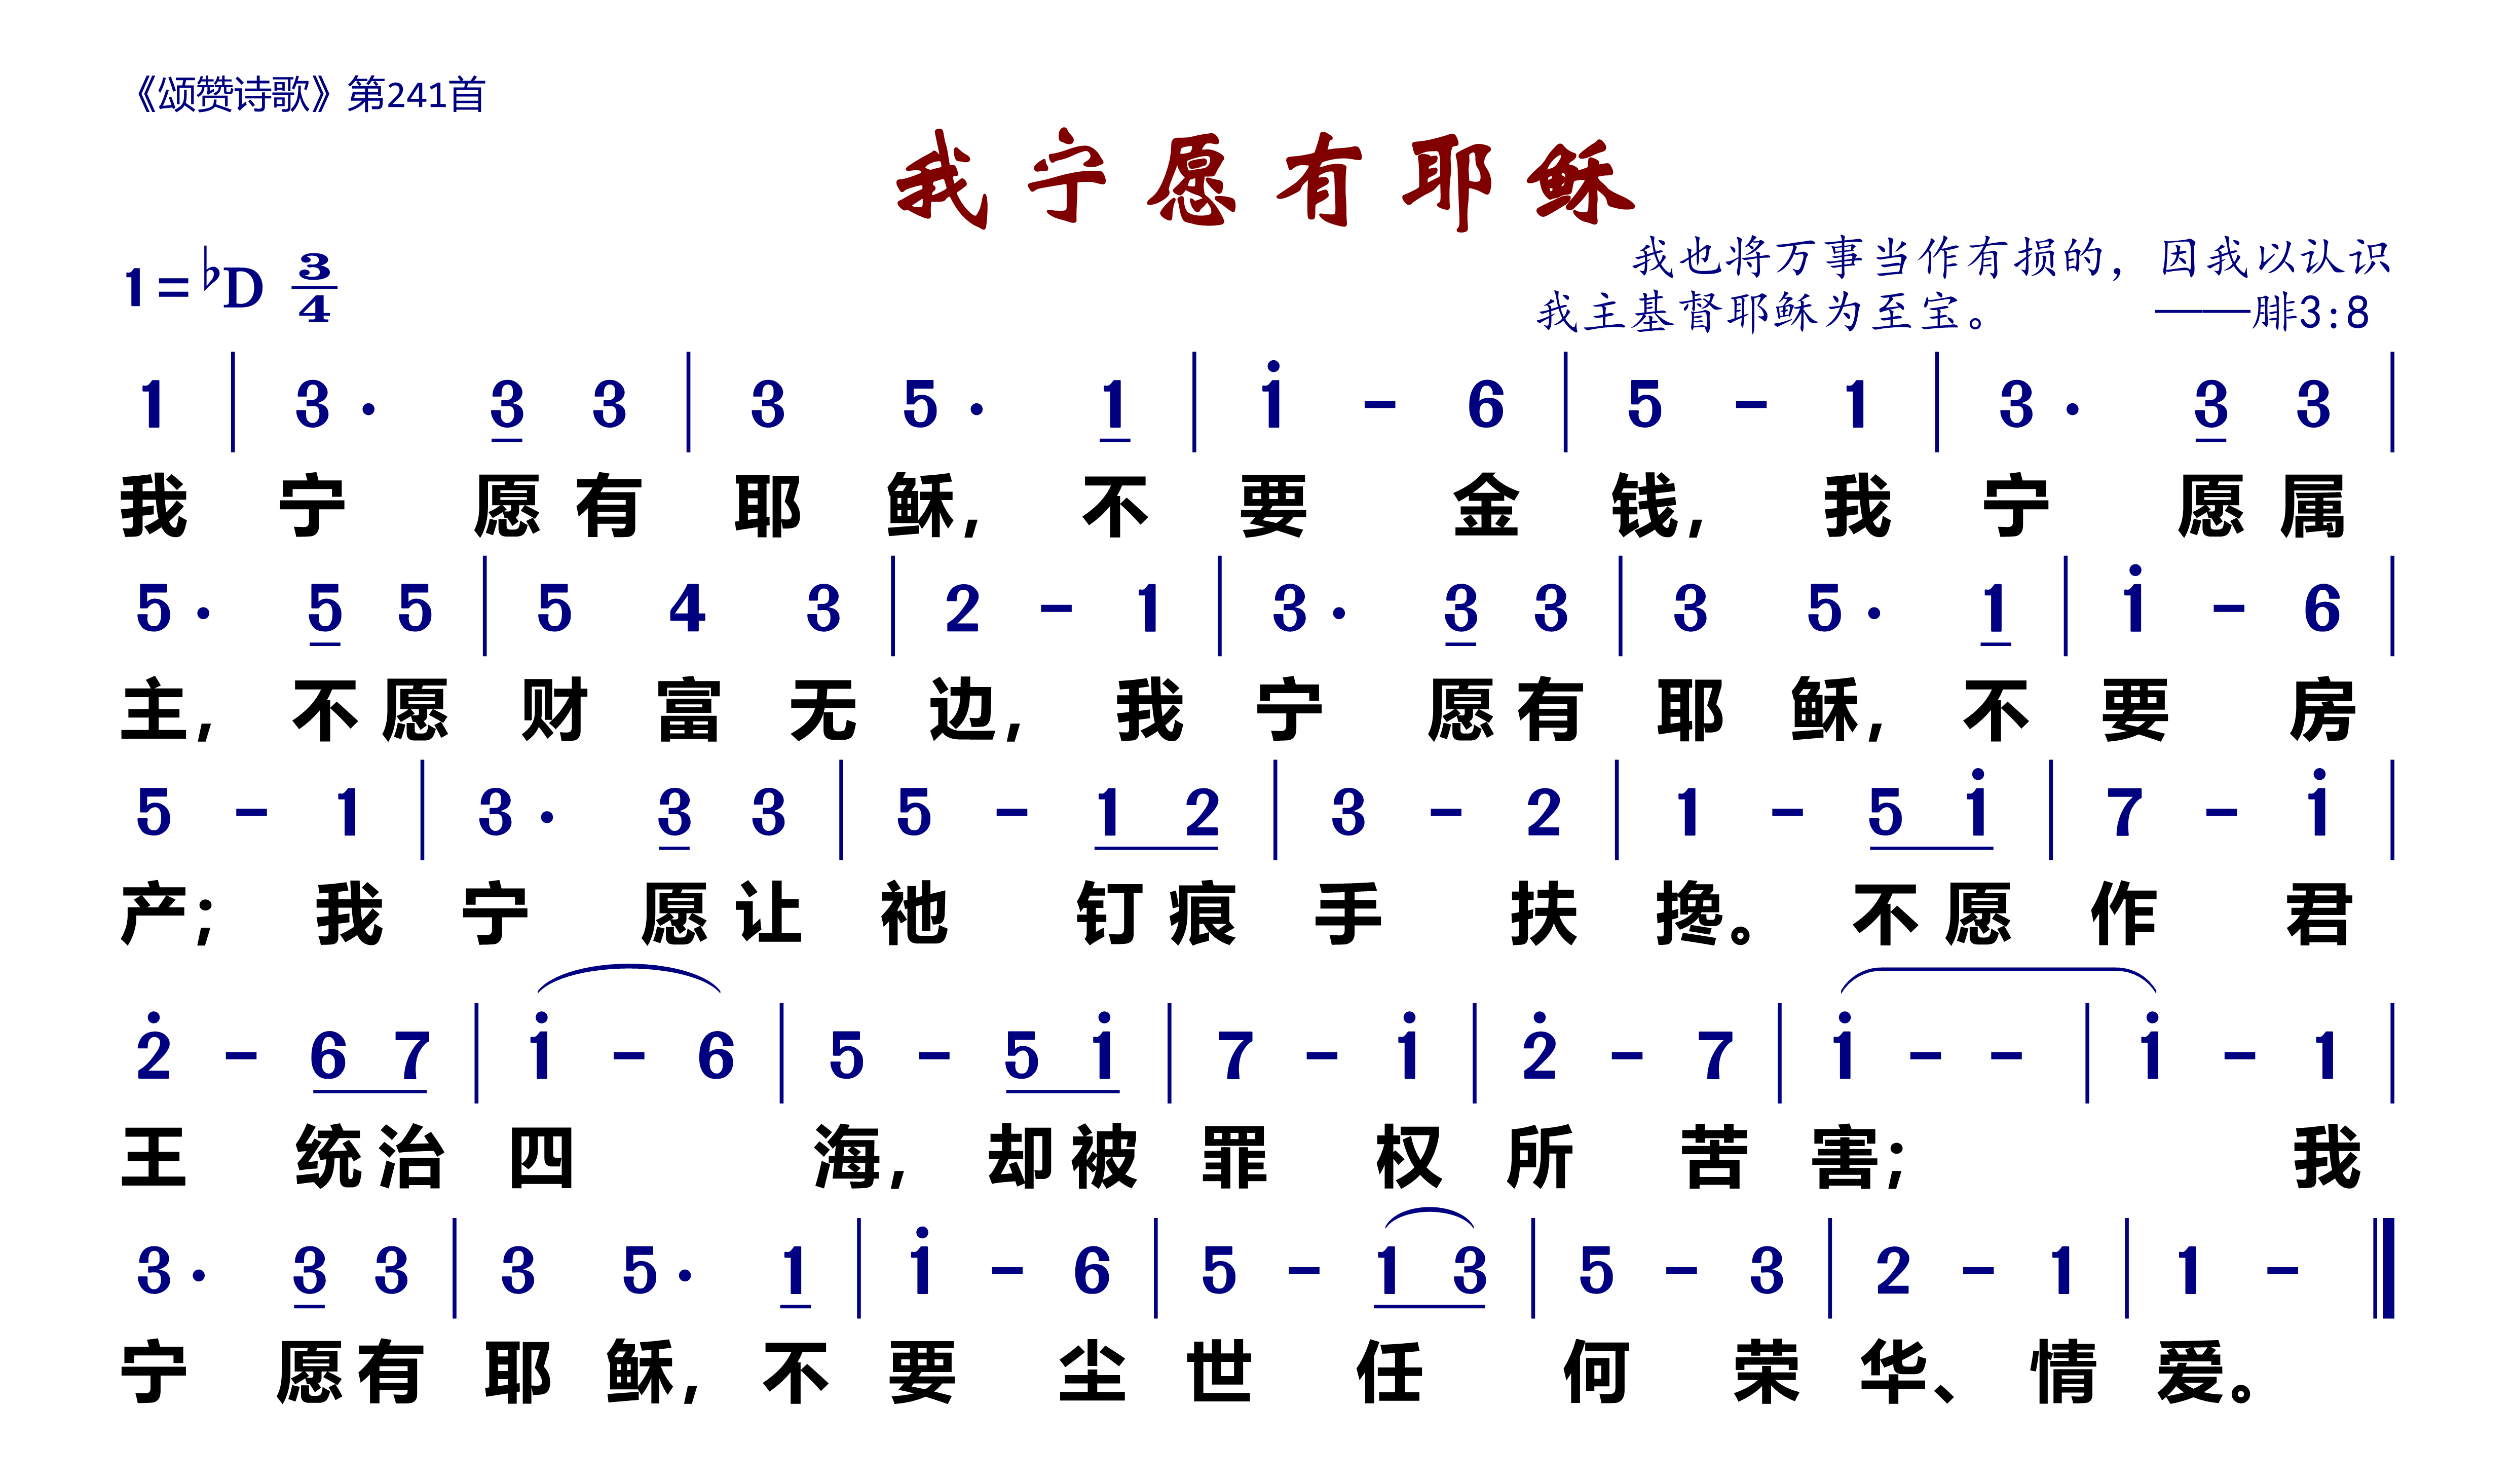 《颂赞诗歌》第241首
我宁愿有耶稣
1=♭D 3/4
我也将万事当作有损的，因我以认识
我主基督耶稣为至宝。 ——腓3:8
1 | 3· 3 3 | 3 5· 1 | i - 6 | 5 - 1 | 3· 3 3 |
我 宁 愿 有 耶 稣, 不 要 金 钱, 我 宁 愿 属
5· 5 5 | 5 4 3 | 2 - 1 | 3· 3 3 | 3 5· 1 | i - 6 |
主, 不 愿 财 富 无 边, 我 宁 愿 有 耶 稣, 不 要 房
5 - 1 | 3· 3 3 | 5 - 1 2 | 3 - 2 | 1 - 5 i | 7 - i |
产; 我 宁 愿 让 祂 钉 痕 手 扶 搀。 不 愿 作 君
2̇ - 6 7 | i - 6 | 5 - 5 i | 7 - i | 2̇ - 7 | i - - | i - 1 |
王 统 治 四 海, 却 被 罪 权 所 苦 害; 我
3· 3 3 | 3 5· 1 | i - 6 | 5 - 1 3 | 5 - 3 | 2 - 1 | 1 - ‖
宁 愿 有 耶 稣, 不 要 尘 世 任 何 荣 华、 情 爱。